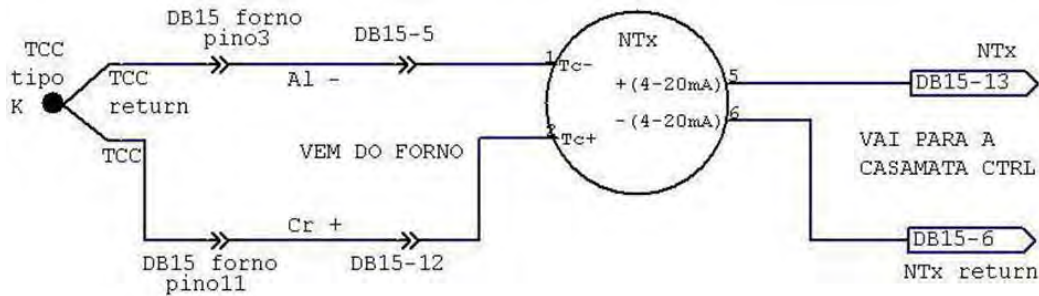 TCC
tipo
K
TCC
return
TCC
DB15 forno
pino3
DB15-5
Al -
VEM DO FORNO
Cr +
DB15 forno
pino11
DB15-12
NTx
1
Tc-
2
Tc+
+(4-20mA)
5
-(4-20mA)
6
NTx
DB15-13
VAI PARA A
CASAMATA CTRL
DB15-6
NTx return